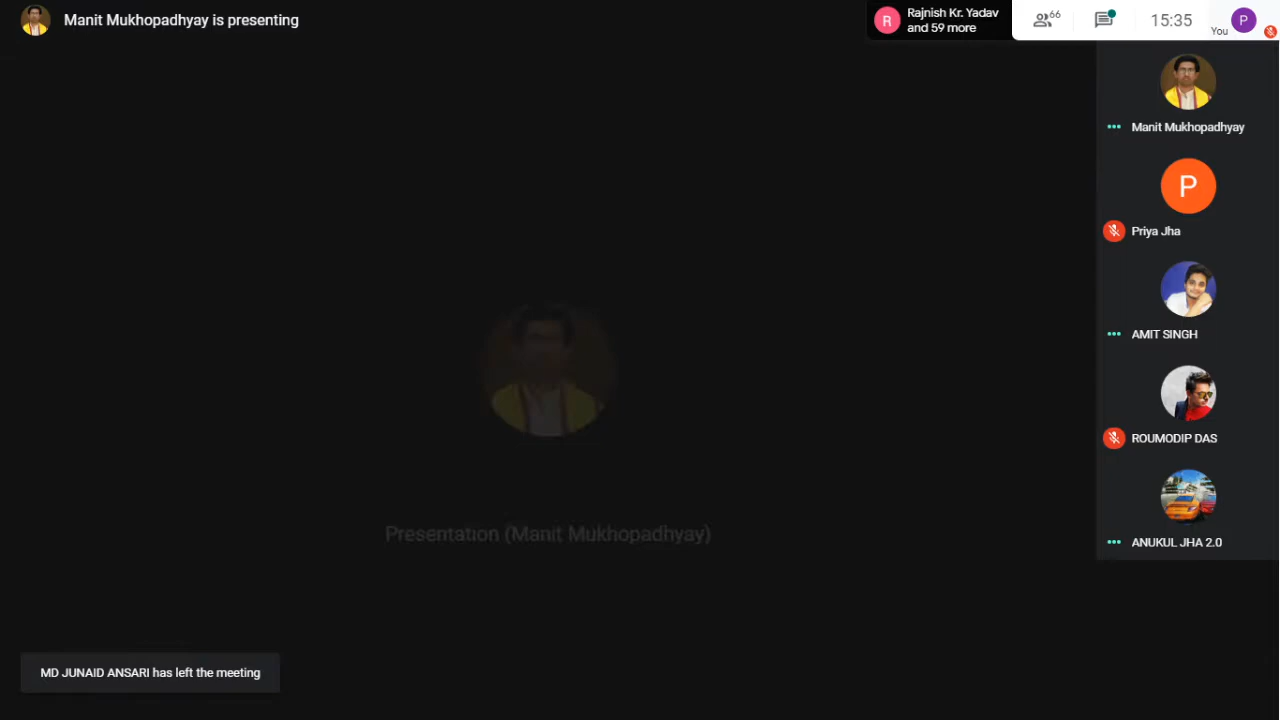 Manit Mukhopadhyay is presenting
R
Rajnish Kr. Yadav
and 59 more
66
15:35
You
P
Manit Mukhopadhyay
P
Priya Jha
AMIT SINGH
ROUMODIP DAS
ANUKUL JHA 2.0
Presentation (Manit Mukhopadhyay)
MD JUNAID ANSARI has left the meeting